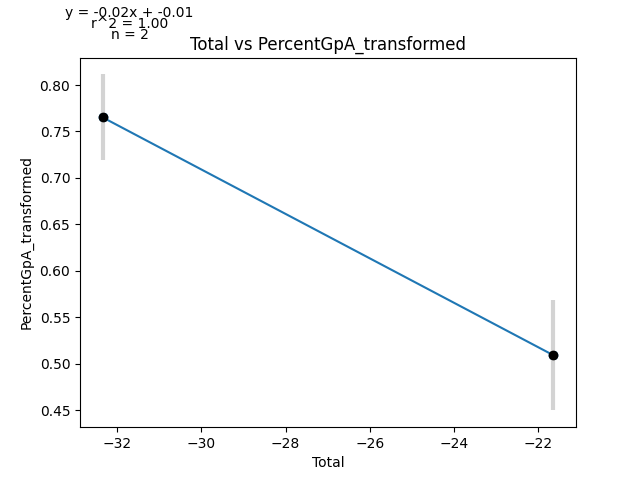 y = -0.02x + -0.01
r^2 = 1.00
n = 2
Total vs PercentGpA_transformed
PercentGpA_transformed
0.80
0.75
0.70
0.65
0.60
0.55
0.50
0.45
−32
−30
−28
−26
−24
−22
Total